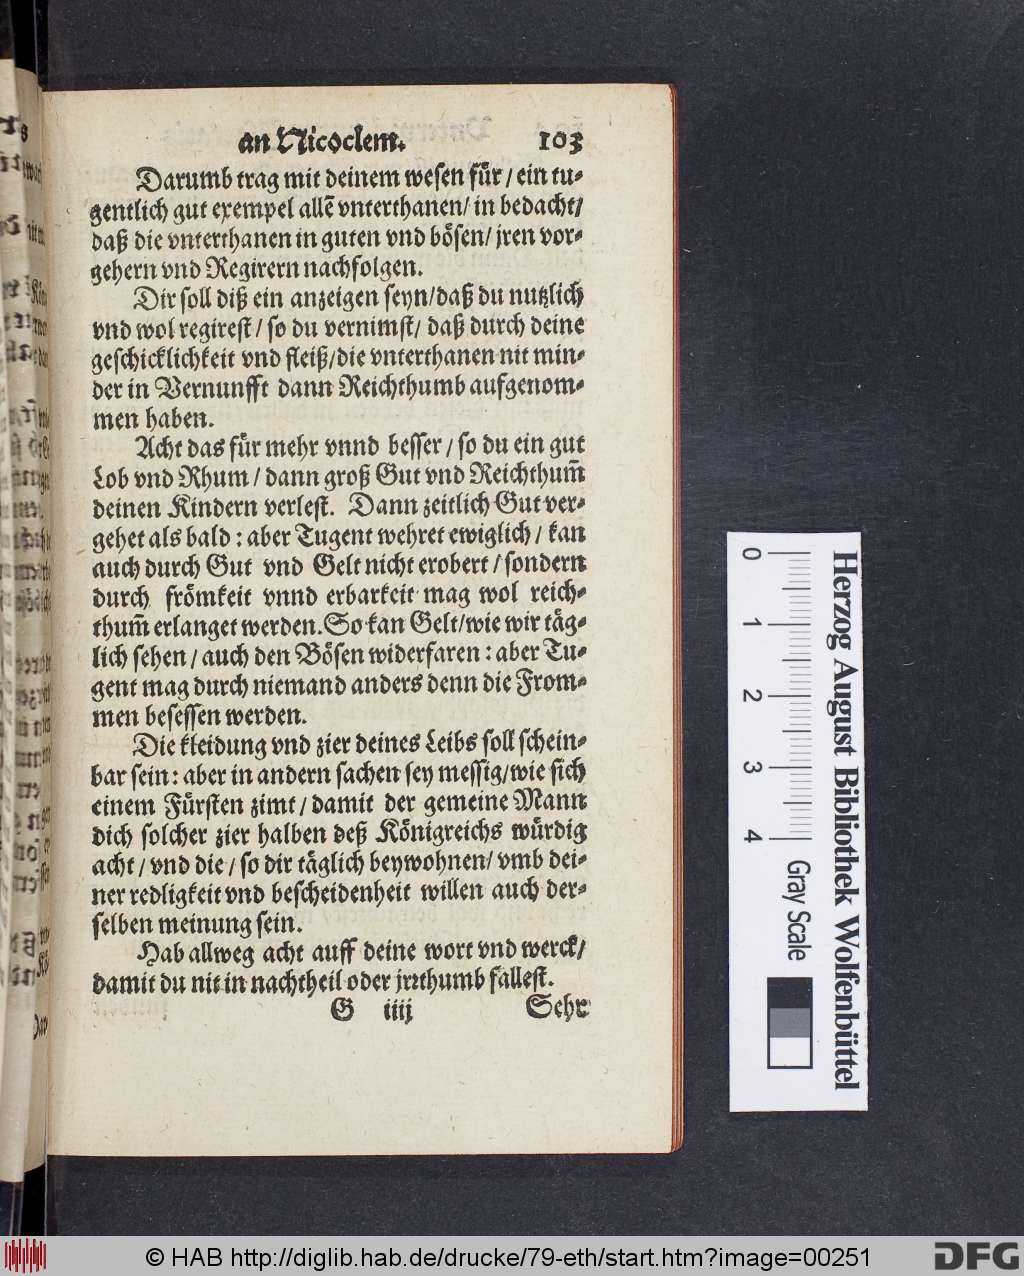 an Nicoclem. 103
Darumb trag mit deinem wesen für / ein tu⸗
gentlich gut exempel allẽ vnterthanen / in bedacht /
daß die vnterthanen in guten vnd bösen / jren vor⸗
gehern vnd Regirern nachfolgen.
Dir soll diß ein anzeigen seyn / daß du nutzlich
vnd wol regirest / so du vernimst / daß durch deine
geschicklichkeit vnd fleiß / die vnterthanen nit min⸗
der in Vernunfft dann Reichthumb aufgenom⸗
men haben.
Acht das für mehr vnnd besser / so du ein gut
Lob vnd Rhum / dann groß Gut vnd Reichthum̃
deinen Kindern verlest. Dann zeitlich Gut ver⸗
gehet als bald : aber Tugent wehret ewiglich / kan
auch durch Gut vnd Gelt nicht erobert / sondern
durch frömkeit vnnd erbarkeit mag wol reich⸗
thum̃ erlanget werden. So kan Gelt / wie wir täg⸗
lich sehen / auch den Bösen widerfaren : aber Tu⸗
gent mag durch niemand anders denn die From⸗
men besessen werden.
Die kleidung vnd zier deines Leibs soll schein⸗
bar sein : aber in andern sachen sey messig / wie sich
einem Fürsten zimt / damit der gemeine Mann
dich solcher zier halben deß Königreichs würdig
acht / vnd die / so dir täglich beywohnen / vmb dei⸗
ner redligkeit vnd bescheidenheit willen auch der⸗
selben meinung sein.
Hab allweg acht auff deine wort vnd werck /
damit du nit in nachtheil oder jrrthumb fallest.
G iiij Sehr
Herzog August Bibliothek Wolfenbüttel
0 1 2 3 4 Gray Scale
© HAB http://diglib.hab.de/drucke/79-eth/start.htm?image=00251
DFG